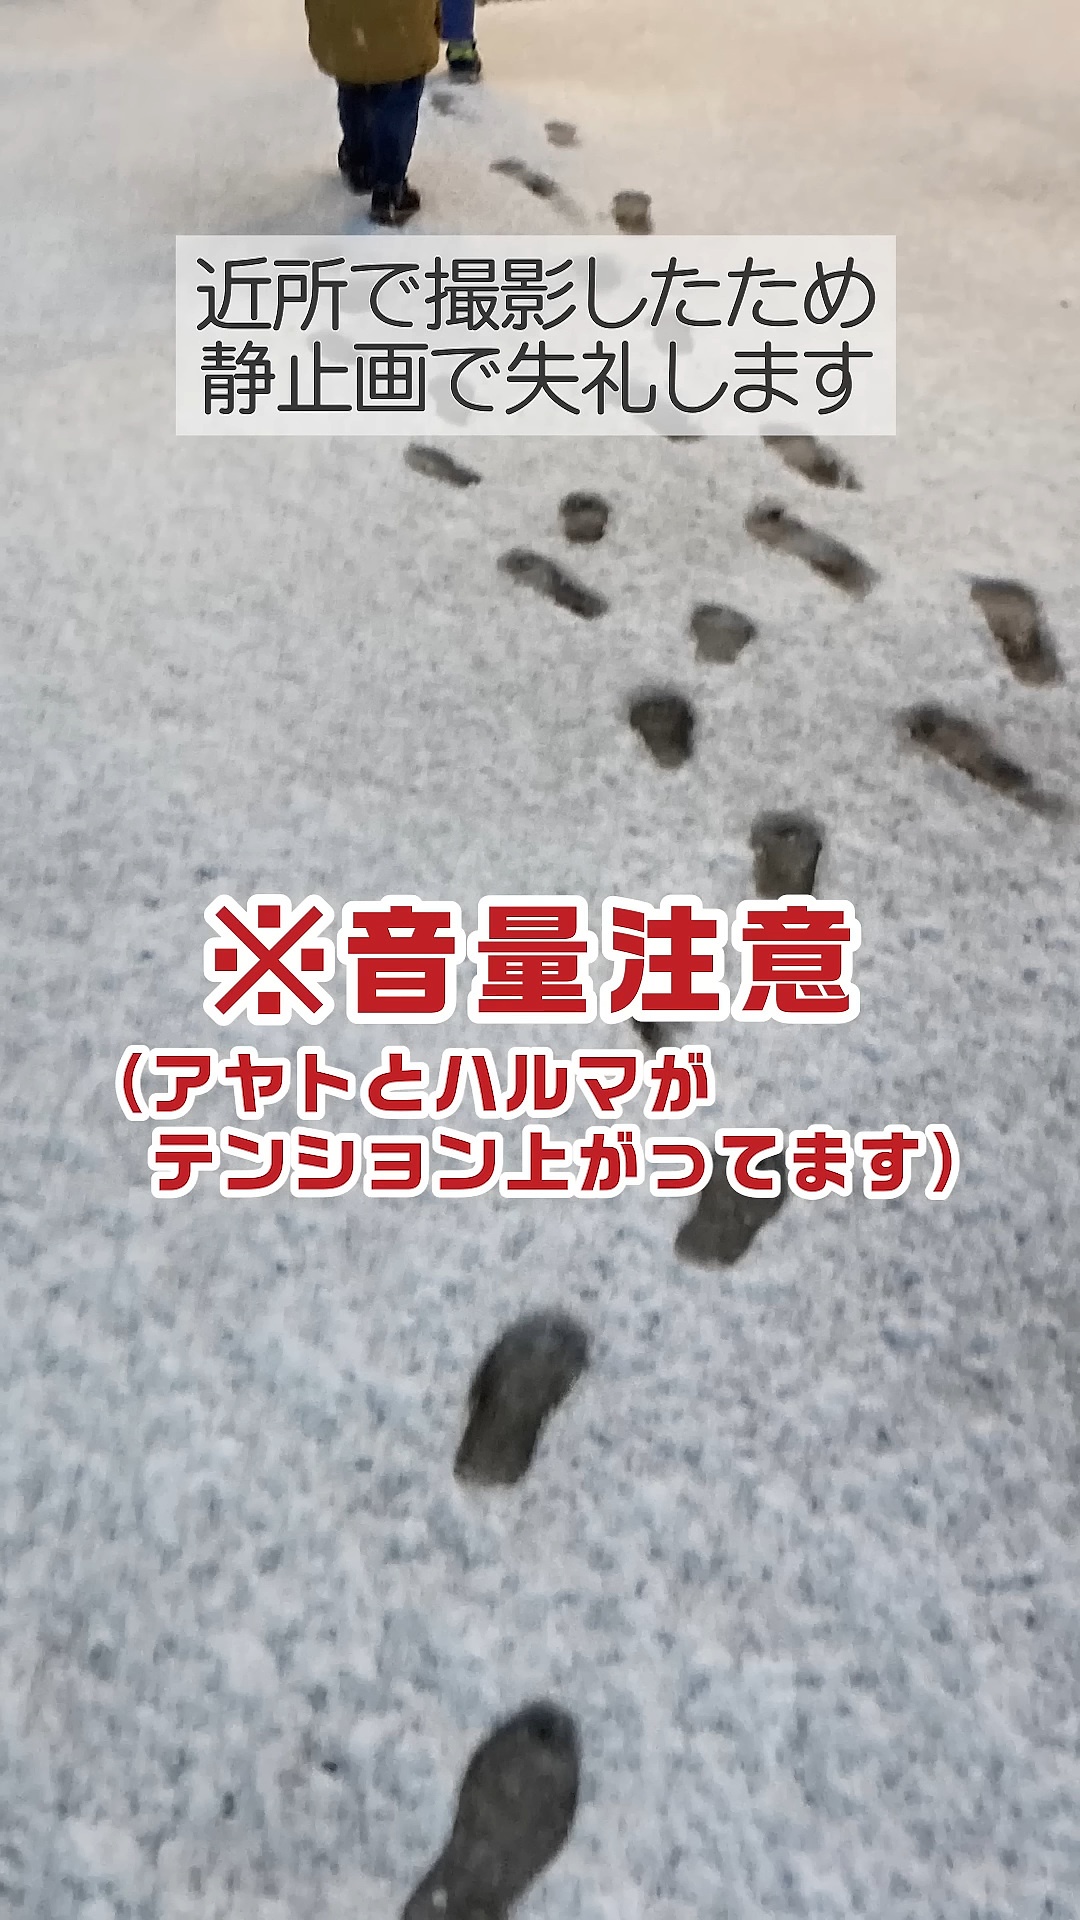 近所で撮影したため
静止画で失礼します
※音量注意
(アヤトとハルマが
テンション上がってます)